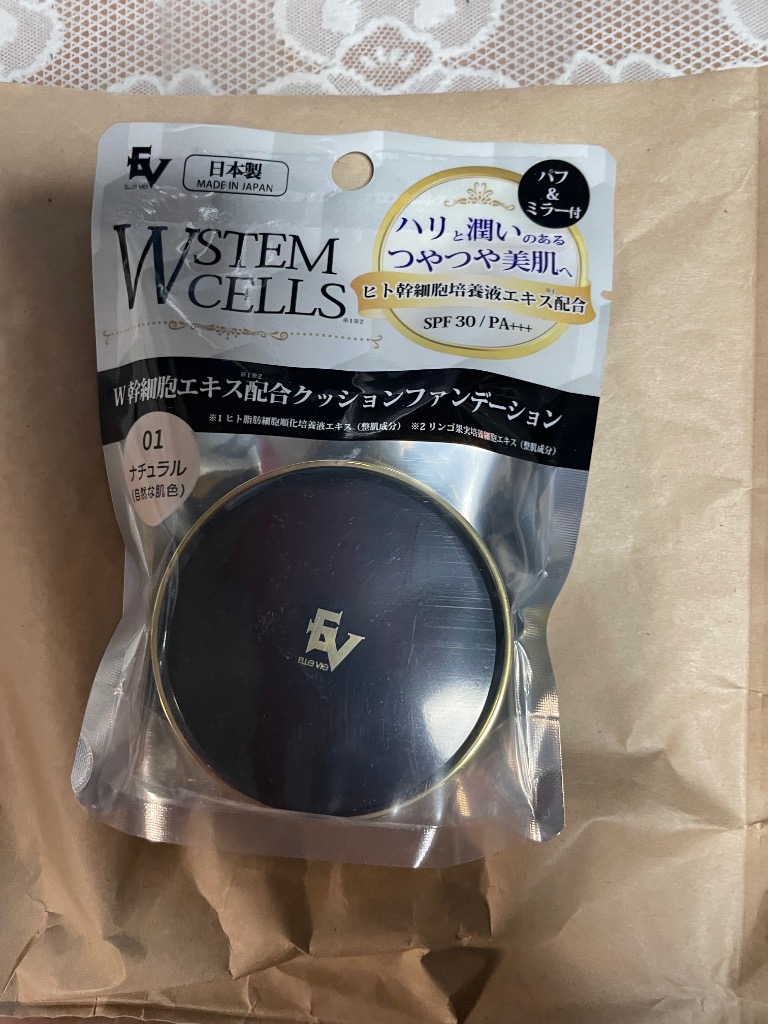 EV
ELLE VIE
日本製
MADE IN JAPAN
パフ
&
ミラー付
W STEM
CELLS
※1※2
ハリと潤いのある
つやつや美肌へ
ヒト幹細胞培養液エキス配合
※1
SPF 30 / PA+++
W幹細胞エキス配合クッションファンデーション
※1※2
※1 ヒト脂肪細胞順化培養液エキス（整肌成分） ※2 リンゴ果実培養細胞エキス（整肌成分）
01
ナチュラル
(自然な肌色)
EV
ELLE VIE